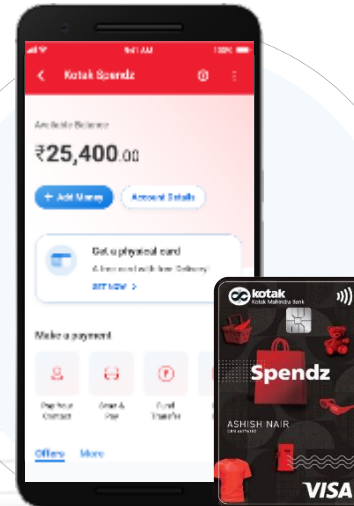 9:41 AM 100%
Kotak Spendz
Available Balance
₹25,400.00
+ Add Money
Account Details
Get a physical card
A free card with free Delivery!
GET NOW >
Make a payment
Pay Your Contact
Scan & Pay
Fund Transfer
Offers More
kotak
Kotak Mahindra Bank
Spendz
ASHISH NAIR
VISA